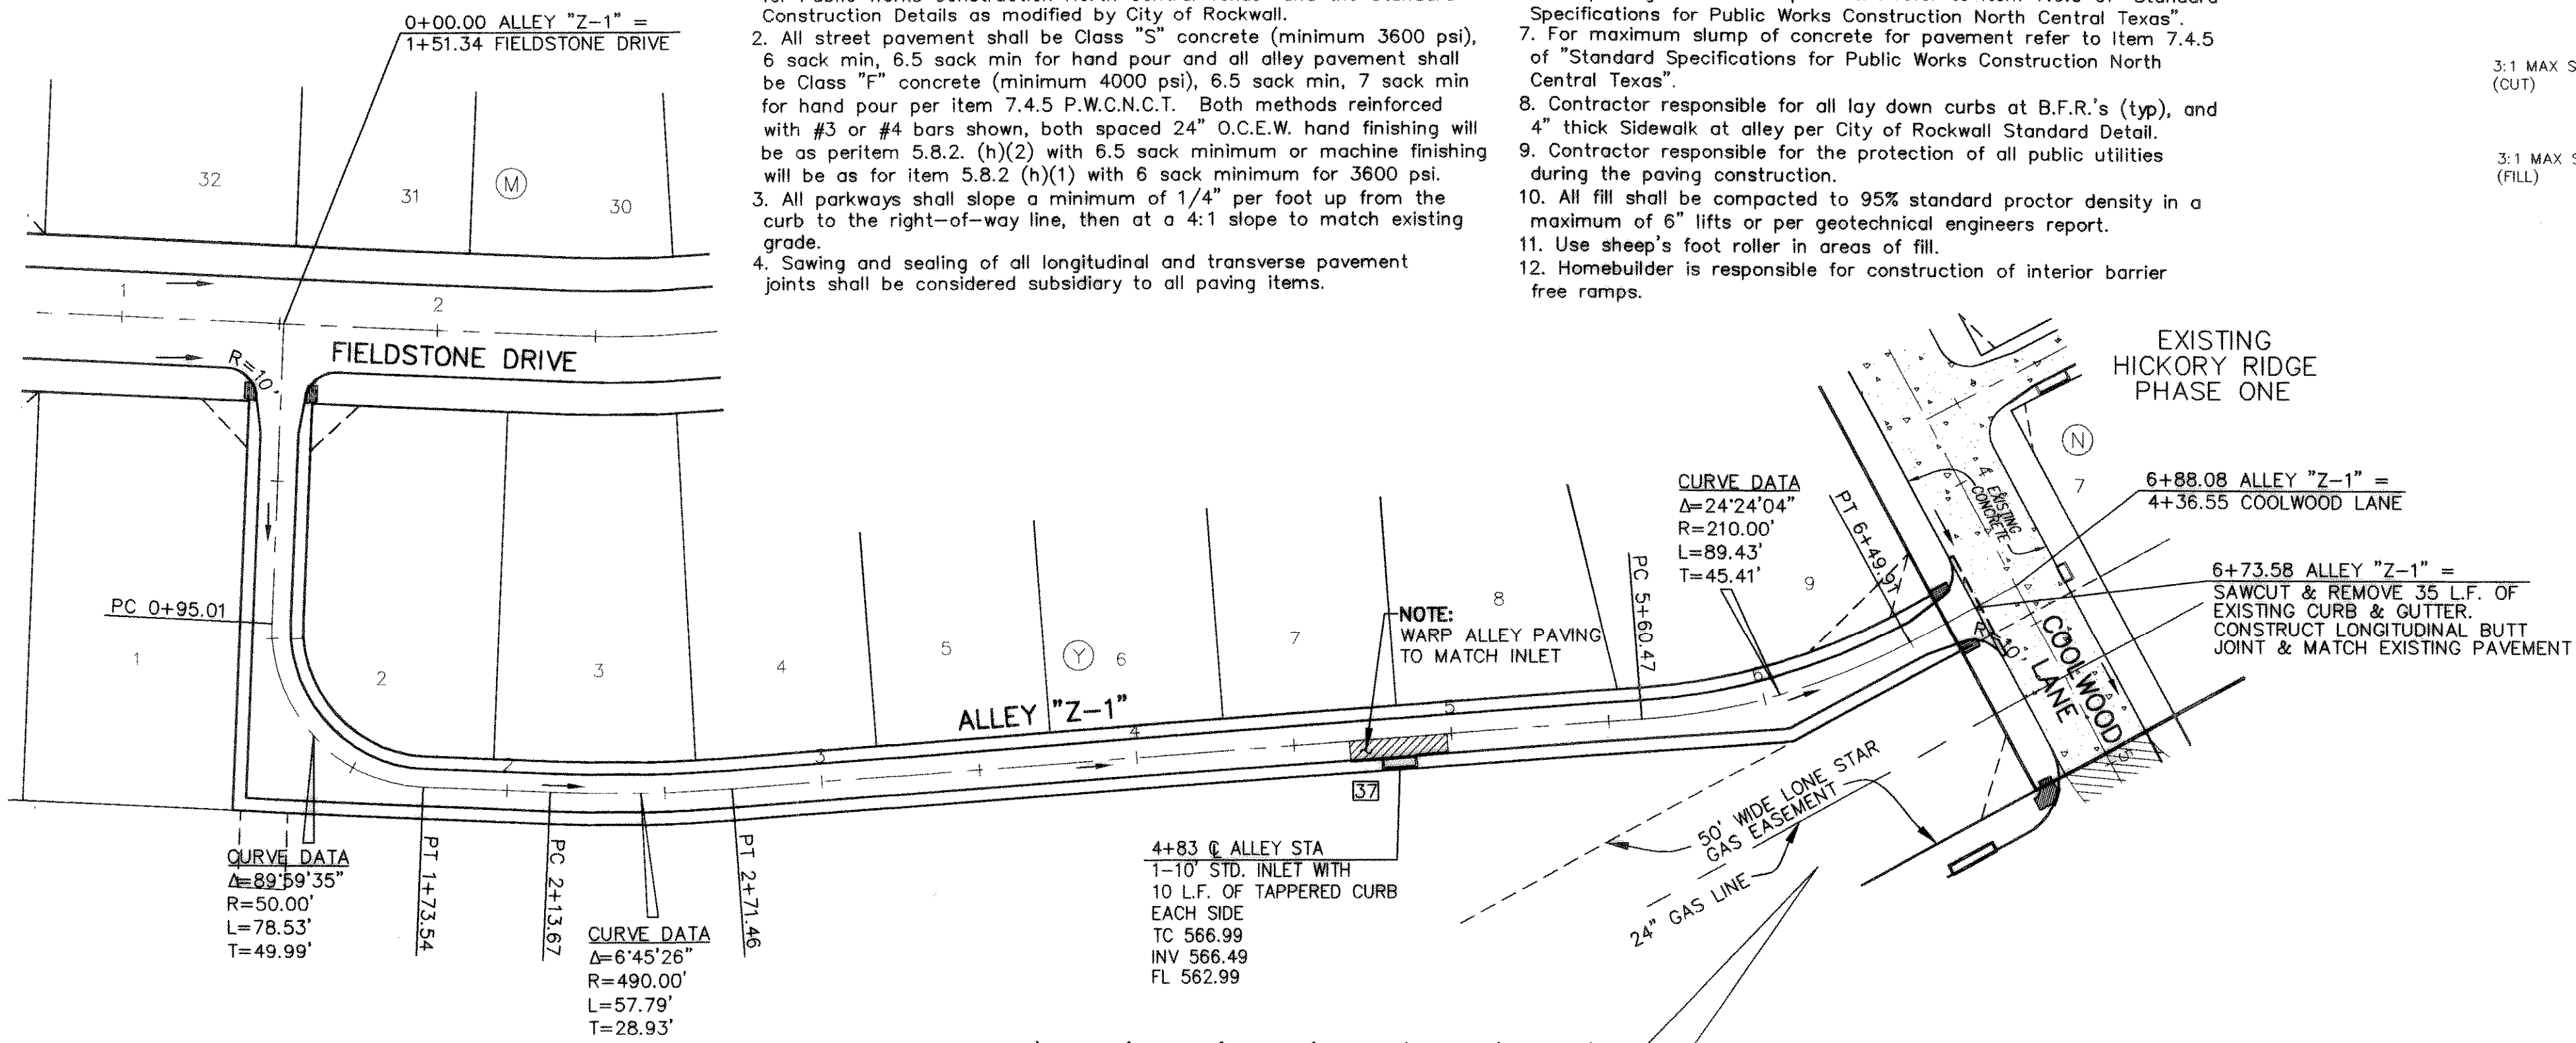 0+00.00 ALLEY "Z-1" =
1+51.34 FIELDSTONE DRIVE
Construction Details as modified by City of Rockwall.
2. All street pavement shall be Class "S" concrete (minimum 3600 psi),
6 sack min, 6.5 sack min for hand pour and all alley pavement shall
be Class "F" concrete (minimum 4000 psi), 6.5 sack min, 7 sack min
for hand pour per item 7.4.5 P.W.C.N.C.T. Both methods reinforced
with #3 or #4 bars shown, both spaced 24" O.C.E.W. hand finishing will
be as peritem 5.8.2. (h)(2) with 6.5 sack minimum or machine finishing
will be as for item 5.8.2 (h)(1) with 6 sack minimum for 3600 psi.
3. All parkways shall slope a minimum of 1/4" per foot up from the
curb to the right-of-way line, then at a 4:1 slope to match existing
grade.
4. Sawing and sealing of all longitudinal and transverse pavement
joints shall be considered subsidiary to all paving items.
Specifications for Public Works Construction North Central Texas".
7. For maximum slump of concrete for pavement refer to Item 7.4.5
of "Standard Specifications for Public Works Construction North
Central Texas".
8. Contractor responsible for all lay down curbs at B.F.R.'s (typ), and
4" thick Sidewalk at alley per City of Rockwall Standard Detail.
9. Contractor responsible for the protection of all public utilities
during the paving construction.
10. All fill shall be compacted to 95% standard proctor density in a
maximum of 6" lifts or per geotechnical engineers report.
11. Use sheep's foot roller in areas of fill.
12. Homebuilder is responsible for construction of interior barrier
free ramps.
3:1 MAX S
(CUT)
3:1 MAX S
(FILL)
32
31
M
30
1
2
R=10'
FIELDSTONE DRIVE
EXISTING
HICKORY RIDGE
PHASE ONE
N
7
4
EXISTING
CONCRETE
6+88.08 ALLEY "Z-1" =
4+36.55 COOLWOOD LANE
6+73.58 ALLEY "Z-1" =
SAWCUT & REMOVE 35 L.F. OF
EXISTING CURB & GUTTER.
CONSTRUCT LONGITUDINAL BUTT
JOINT & MATCH EXISTING PAVEMENT
CURVE DATA
Δ=24°24'04"
R=210.00'
L=89.43'
T=45.41'
PT 6+49.91
PC 5+60.47
PC 0+95.01
1
2
3
4
5
Y
6
7
8
9
NOTE:
WARP ALLEY PAVING
TO MATCH INLET
ALLEY "Z-1"
2
3
4
5
6
R=10'
COOLWOOD
LANE
5
37
50' WIDE LONE STAR
GAS EASEMENT
24" GAS LINE
CURVE DATA
Δ=89°59'35"
R=50.00'
L=78.53'
T=49.99'
PT 1+73.54
PC 2+13.67
CURVE DATA
Δ=6°45'26"
R=490.00'
L=57.79'
T=28.93'
PT 2+71.46
4+83 ℄ ALLEY STA
1-10' STD. INLET WITH
10 L.F. OF TAPPERED CURB
EACH SIDE
TC 566.99
INV 566.49
FL 562.99